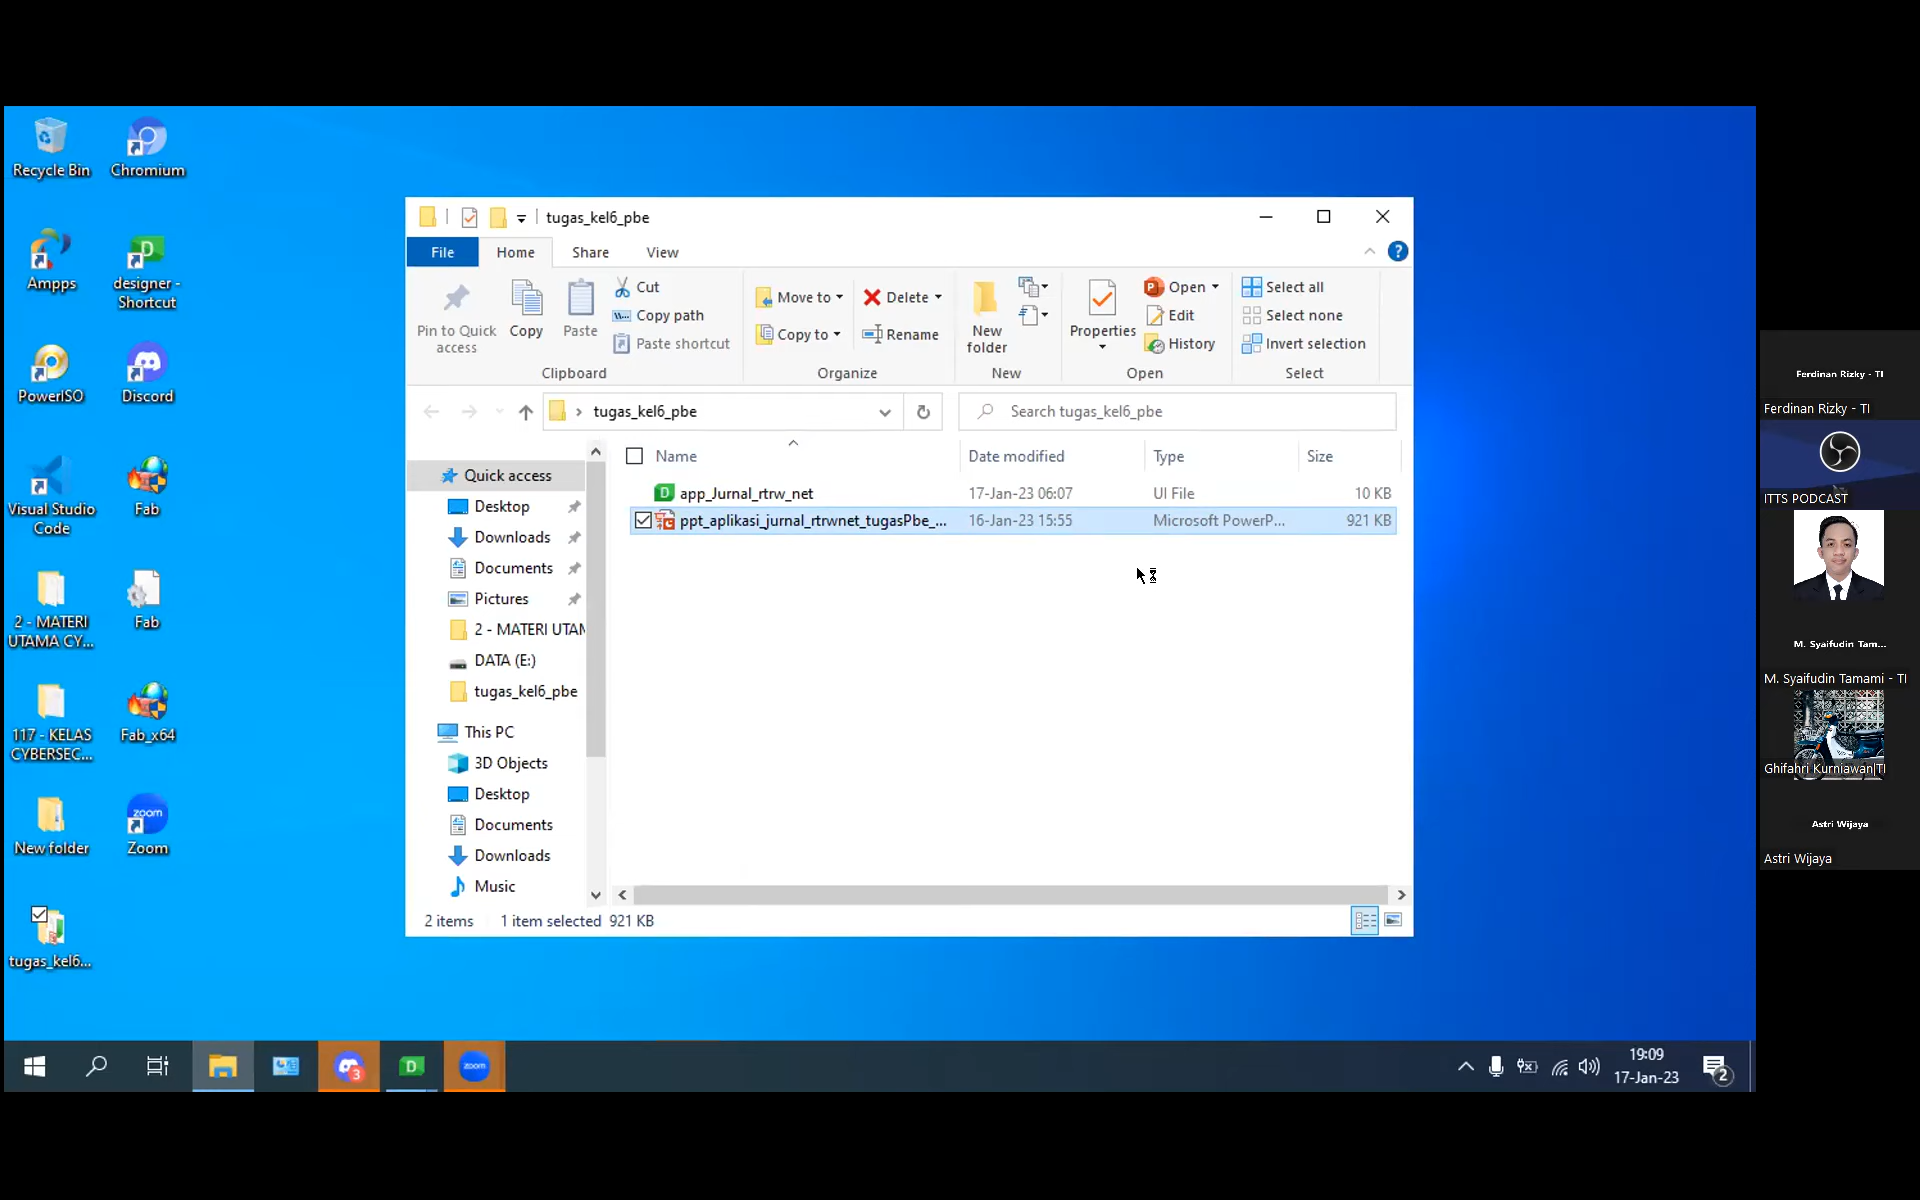 Recycle Bin
Chromium
Ampps
designer -
Shortcut
PowerISO
Discord
Visual Studio
Code
Fab
2 - MATERI
UTAMA CY...
Fab
117 - KELAS
CYBERSEC...
Fab_x64
New folder
zoom
Zoom
tugas_kel6...
tugas_kel6_pbe
File
Home
Share
View
Pin to Quick
access
Copy
Paste
Cut
Copy path
Paste shortcut
Clipboard
Move to
Copy to
Delete
Rename
Organize
New
folder
New
Properties
Open
Edit
History
Open
Select all
Select none
Invert selection
Select
tugas_kel6_pbe
Search tugas_kel6_pbe
Quick access
Desktop
Downloads
Documents
Pictures
2 - MATERI UTAM
DATA (E:)
tugas_kel6_pbe
This PC
3D Objects
Desktop
Documents
Downloads
Music
Name
Date modified
Type
Size
app_Jurnal_rtrw_net
17-Jan-23 06:07
UI File
10 KB
ppt_aplikasi_jurnal_rtrwnet_tugasPbe_...
16-Jan-23 15:55
Microsoft PowerP...
921 KB
2 items
1 item selected
921 KB
3
zoom
19:09
17-Jan-23
2
Ferdinan Rizky - TI
Ferdinan Rizky - TI
ITTS PODCAST
M. Syaifudin Tam...
M. Syaifudin Tamami - TI
Ghifahri Kurniawan|TI
Astri Wijaya
Astri Wijaya